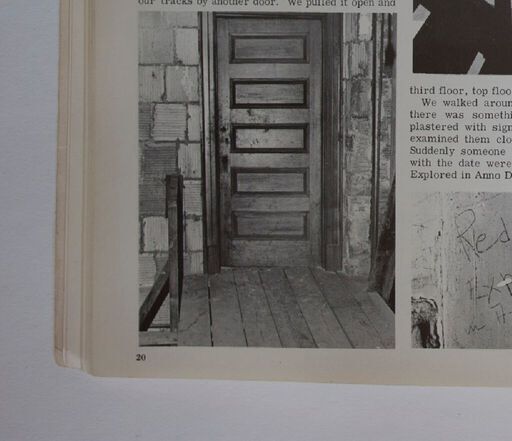 our tracks by another door. We pulled it open and
third floor, top floo
We walked aroun
there was somethi
plastered with sign
examined them clo
Suddenly someone
with the date were
Explored in Anno D
Red
20